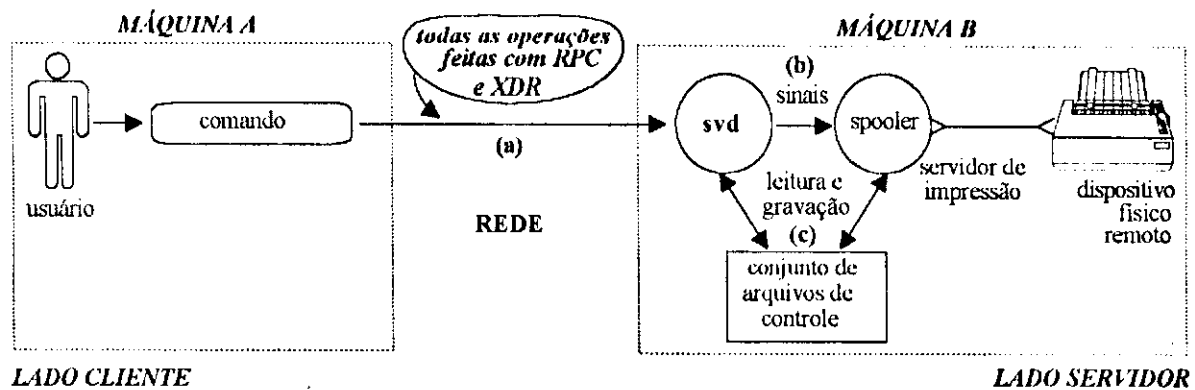 MÁQUINA A
MÁQUINA B
todas as operações
feitas com RPC
e XDR
usuário
comando
(a)
REDE
svd
(b)
sinais
spooler
leitura e
gravação
(c)
servidor de
impressão
dispositivo
físico
remoto
conjunto de
arquivos de
controle
LADO CLIENTE
LADO SERVIDOR